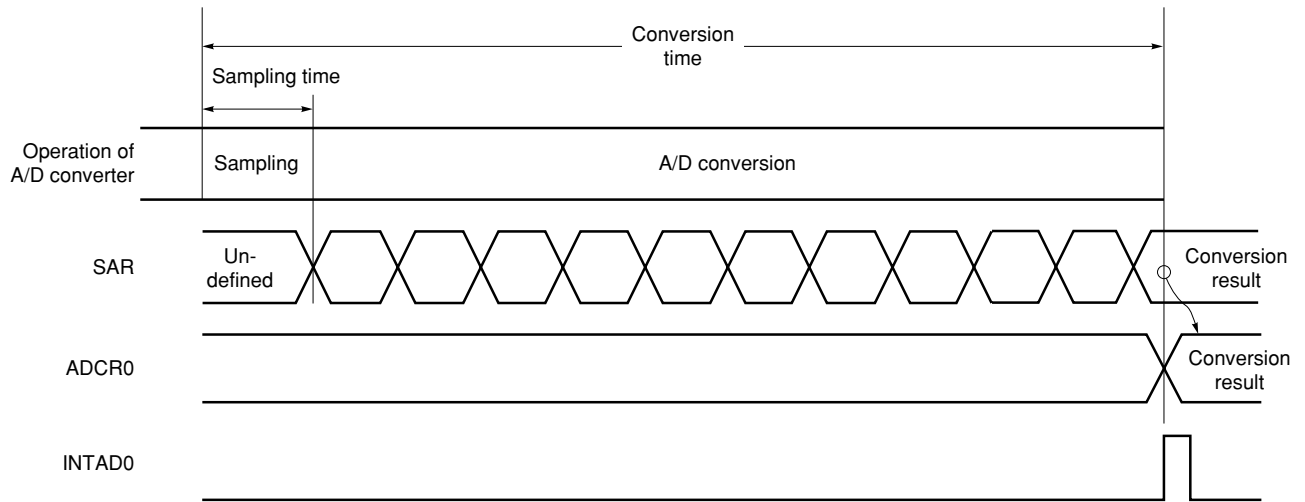 Conversion
time
Sampling time
Operation of
A/D converter
Sampling
A/D conversion
SAR
Un-
defined
Conversion
result
ADCR0
Conversion
result
INTAD0